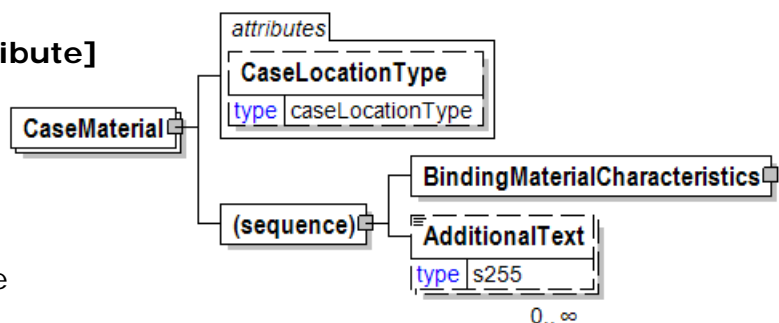 attributes
ibute]
CaseLocationType
type caseLocationType
CaseMaterial
BindingMaterialCharacteristics
(sequence)
AdditionalText
type s255
e
0..∞